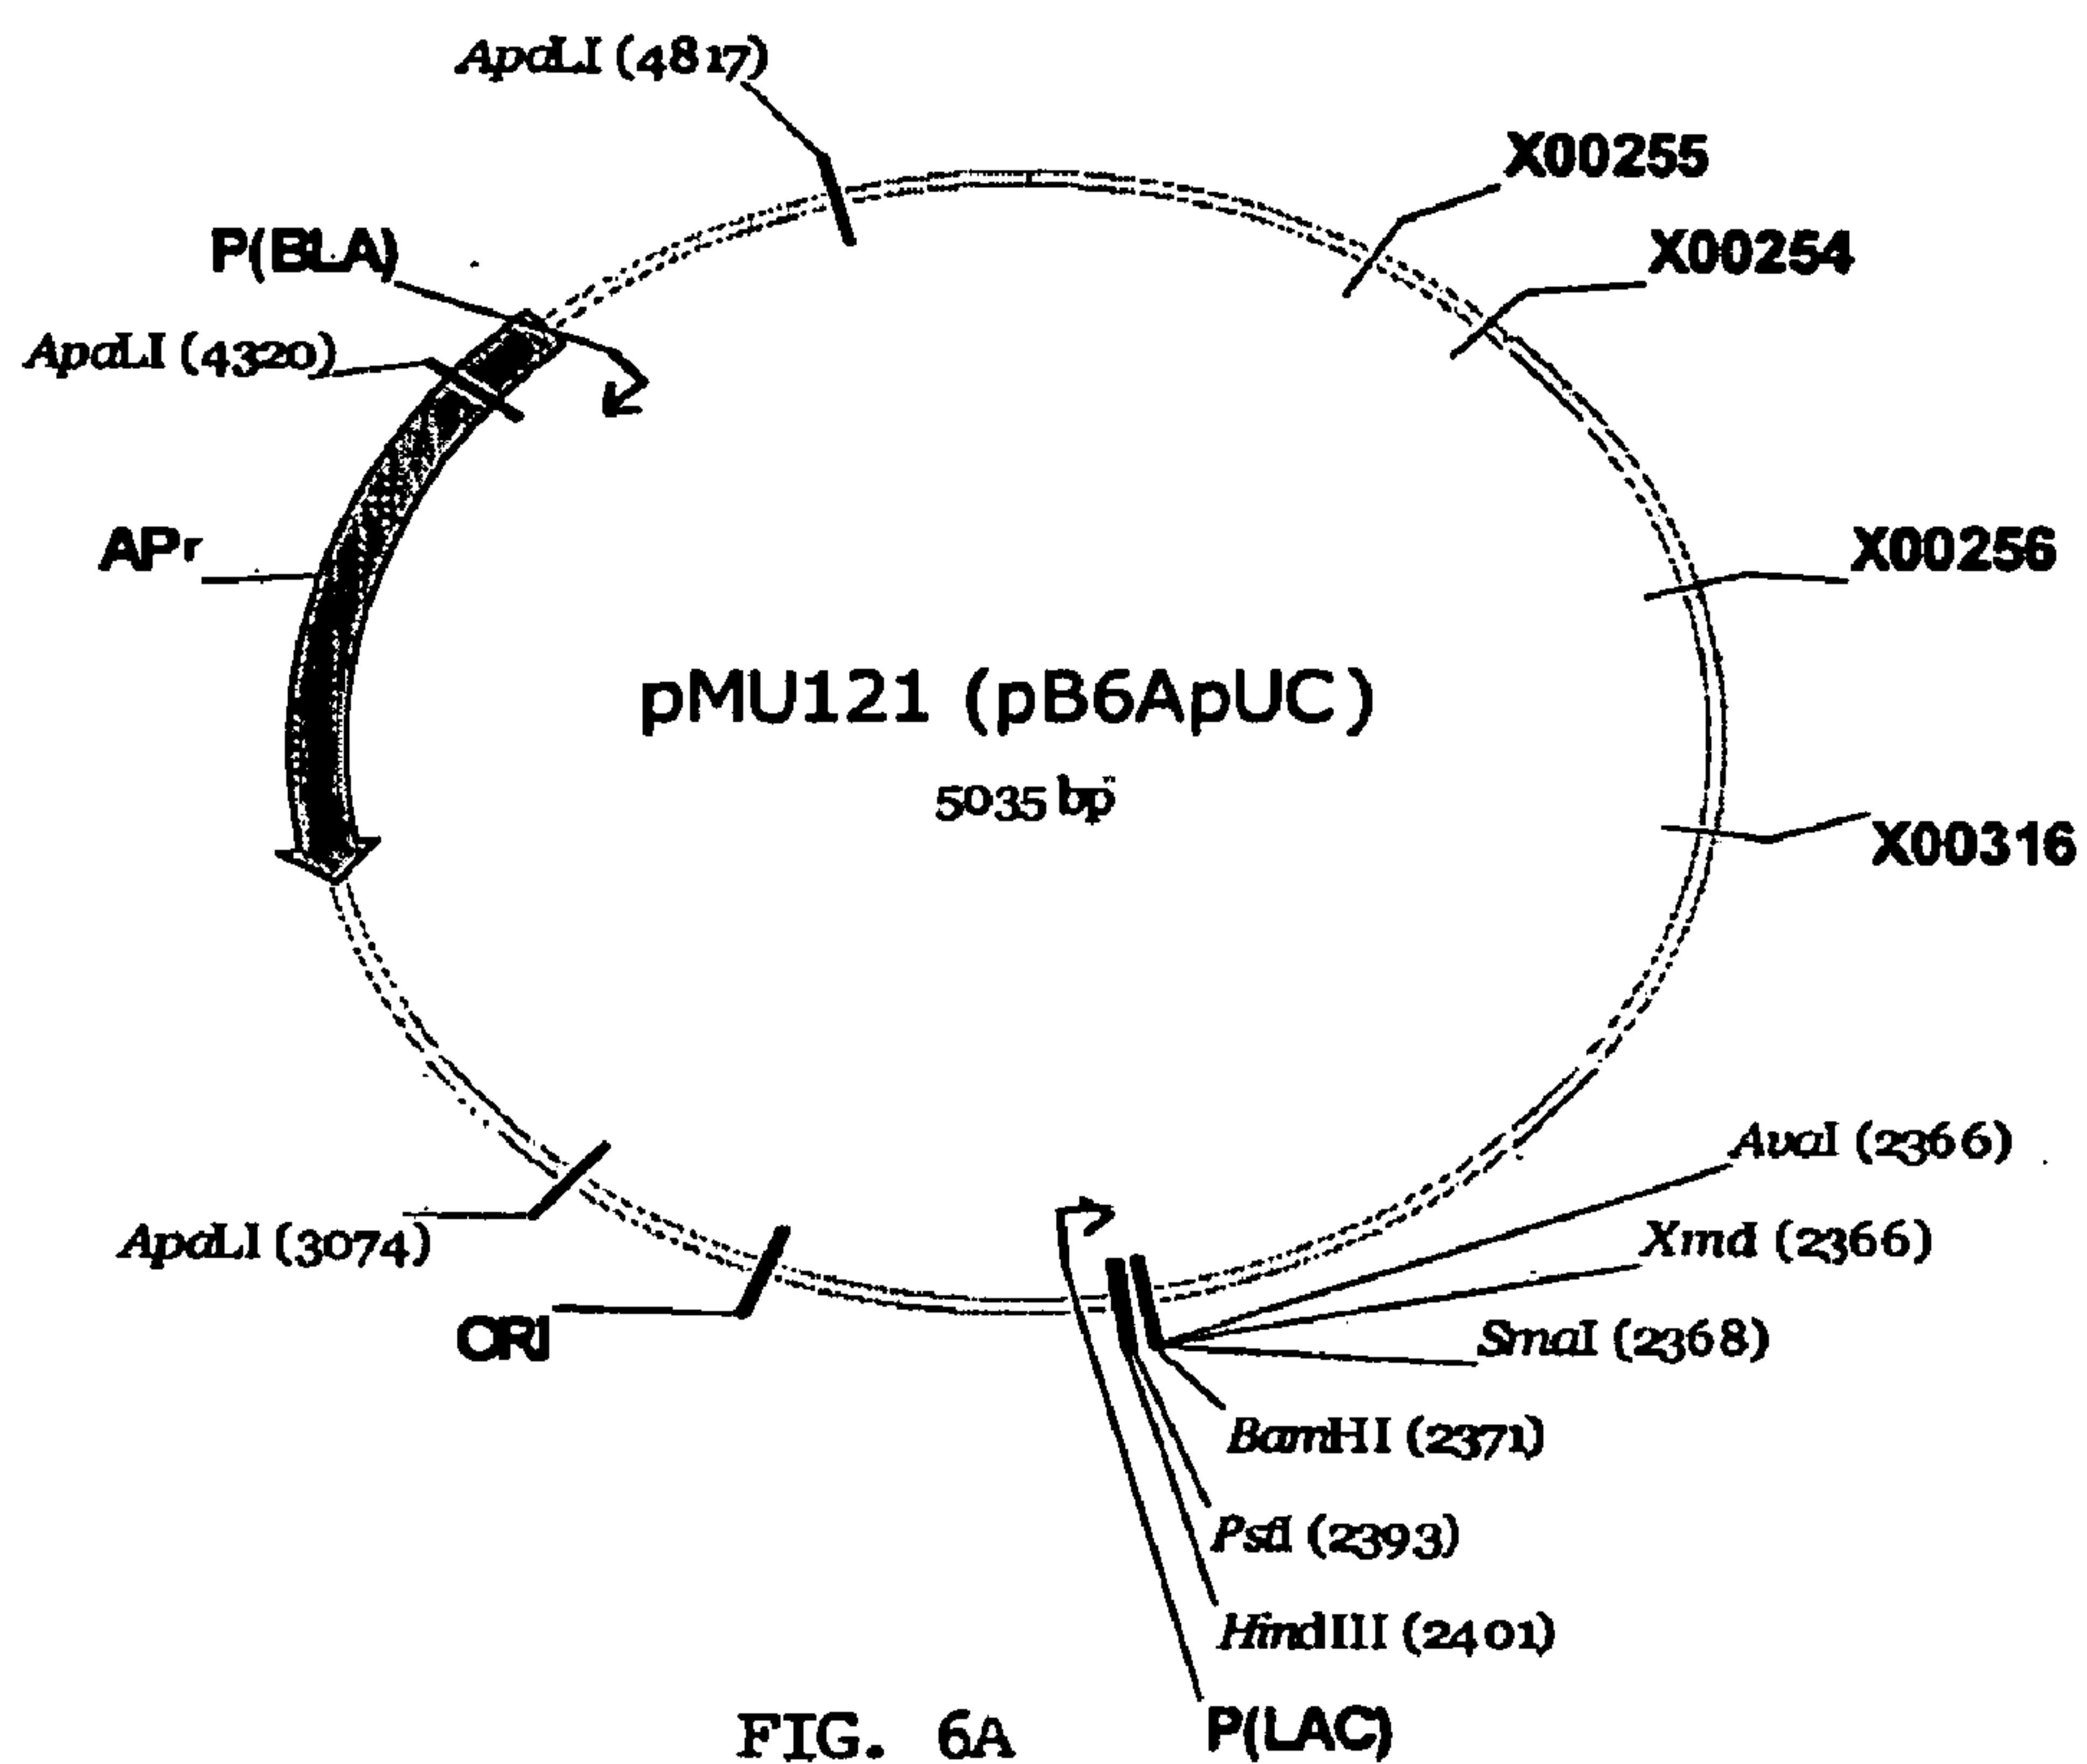 ApaLI (4817)
X00255
P(BLA)
X00254
ApaLI (4320)
APr
X00256
pMU121 (pB6ApUC)
5035 bp
X00316
AvaI (2366)
ApaLI (3074)
XmaI (2366)
ORI
SmaI (2368)
BamHI (2371)
PstI (2393)
HindIII (2401)
P(LAC)
FIG. 6A